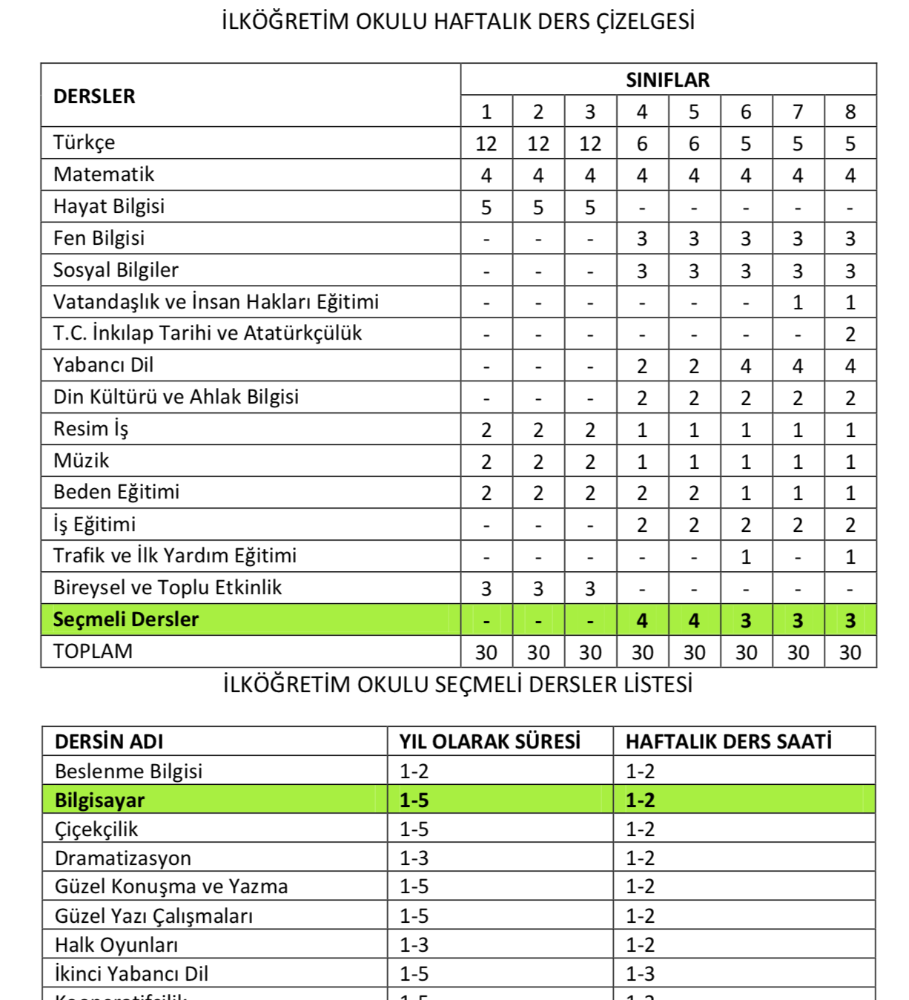 İLKÖĞRETİM OKULU HAFTALIK DERS ÇİZELGESİ
DERSLER SINIFLAR
1 2 3 4 5 6 7 8
Türkçe 12 12 12 6 6 5 5 5
Matematik 4 4 4 4 4 4 4 4
Hayat Bilgisi 5 5 5 - - - - -
Fen Bilgisi - - - 3 3 3 3 3
Sosyal Bilgiler - - - 3 3 3 3 3
Vatandaşlık ve İnsan Hakları Eğitimi - - - - - - 1 1
T.C. İnkılap Tarihi ve Atatürkçülük - - - - - - - 2
Yabancı Dil - - - 2 2 4 4 4
Din Kültürü ve Ahlak Bilgisi - - - 2 2 2 2 2
Resim İş 2 2 2 1 1 1 1 1
Müzik 2 2 2 1 1 1 1 1
Beden Eğitimi 2 2 2 2 2 1 1 1
İş Eğitimi - - - 2 2 2 2 2
Trafik ve İlk Yardım Eğitimi - - - - - 1 - 1
Bireysel ve Toplu Etkinlik 3 3 3 - - - - -
Seçmeli Dersler - - - 4 4 3 3 3
TOPLAM 30 30 30 30 30 30 30 30
İLKÖĞRETİM OKULU SEÇMELİ DERSLER LİSTESİ
DERSİN ADI YIL OLARAK SÜRESİ HAFTALIK DERS SAATİ
Beslenme Bilgisi 1-2 1-2
Bilgisayar 1-5 1-2
Çiçekçilik 1-5 1-2
Dramatizasyon 1-3 1-2
Güzel Konuşma ve Yazma 1-5 1-2
Güzel Yazı Çalışmaları 1-5 1-2
Halk Oyunları 1-3 1-2
İkinci Yabancı Dil 1-5 1-3